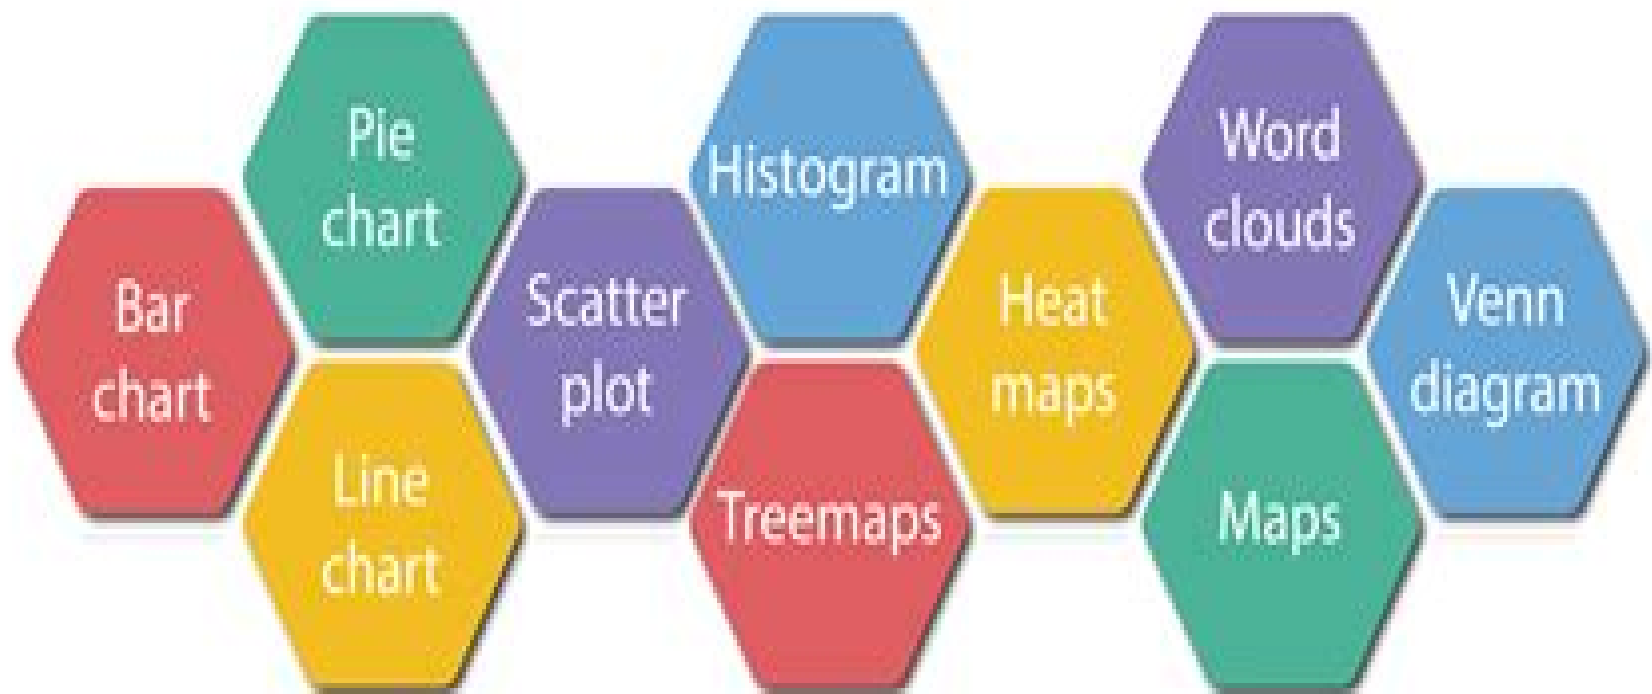 Bar
chart
Pie
chart
Line
chart
Scatter
plot
Histogram
Treemaps
Heat
maps
Word
clouds
Maps
Venn
diagram